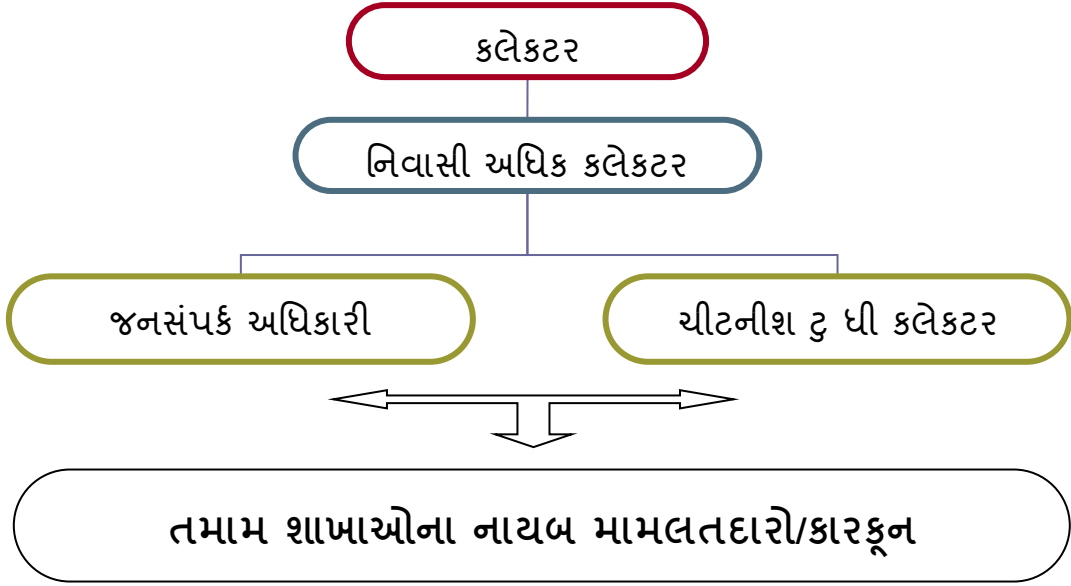 કલેકટર
નિવાસી અધિક કલેકટર
જનસંપર્ક અધિકારી
ચીટનીશ ટુ ધી કલેકટર
તમામ શાખાઓના નાયબ મામલતદારો/કારકૂન